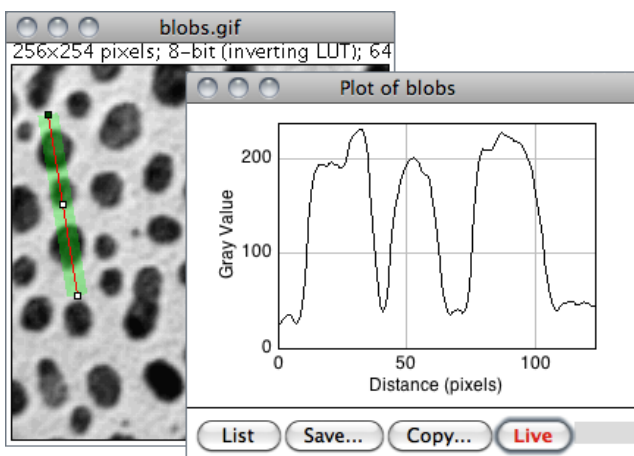 blobs.gif
256x254 pixels; 8-bit (inverting LUT); 64
Plot of blobs
200
100
0
Gray Value
0 50 100
Distance (pixels)
List Save... Copy... Live